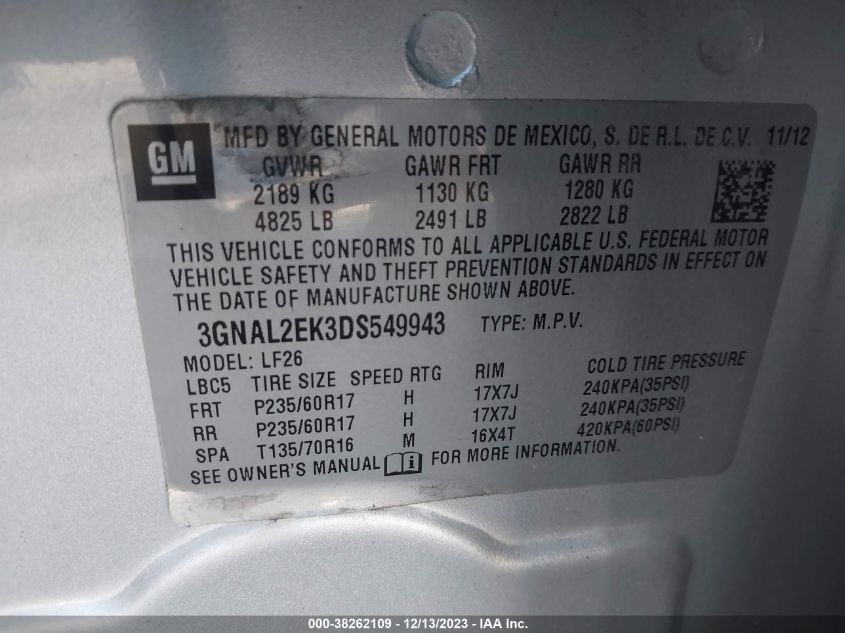 GM ® MFD BY GENERAL MOTORS DE MEXICO, S. DE R.L. DE C.V. 11/12
GVWR GAWR FRT GAWR RR
2189 KG 1130 KG 1280 KG
4825 LB 2491 LB 2822 LB
THIS VEHICLE CONFORMS TO ALL APPLICABLE U.S. FEDERAL MOTOR
VEHICLE SAFETY AND THEFT PREVENTION STANDARDS IN EFFECT ON
THE DATE OF MANUFACTURE SHOWN ABOVE.
3GNAL2EK3DS549943 TYPE: M.P.V.
MODEL: LF26
LBC5 TIRE SIZE SPEED RTG RIM COLD TIRE PRESSURE
FRT P235/60R17 H 17X7J 240KPA(35PSI)
RR P235/60R17 H 17X7J 240KPA(35PSI)
SPA T135/70R16 M 16X4T 420KPA(60PSI)
SEE OWNER'S MANUAL i FOR MORE INFORMATION.
000-38262109 - 12/13/2023 - IAA Inc.